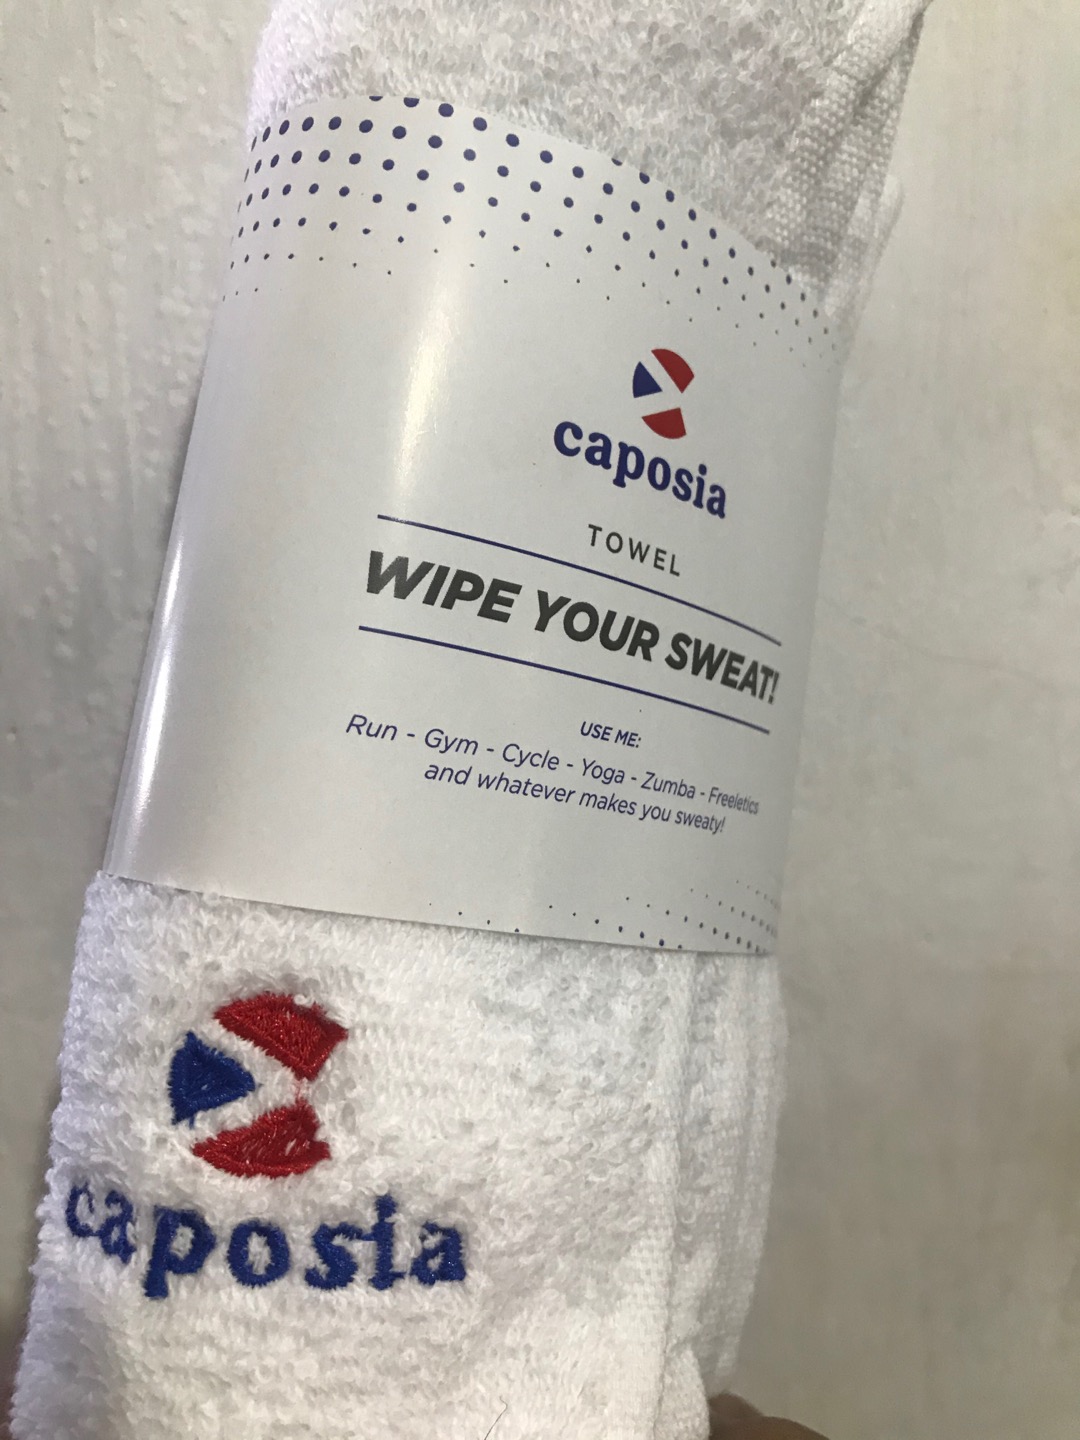 caposia
TOWEL
WIPE YOUR SWEAT!
USE ME:
Run - Gym - Cycle - Yoga - Zumba - Freeletics
and whatever makes you sweaty!
caposia